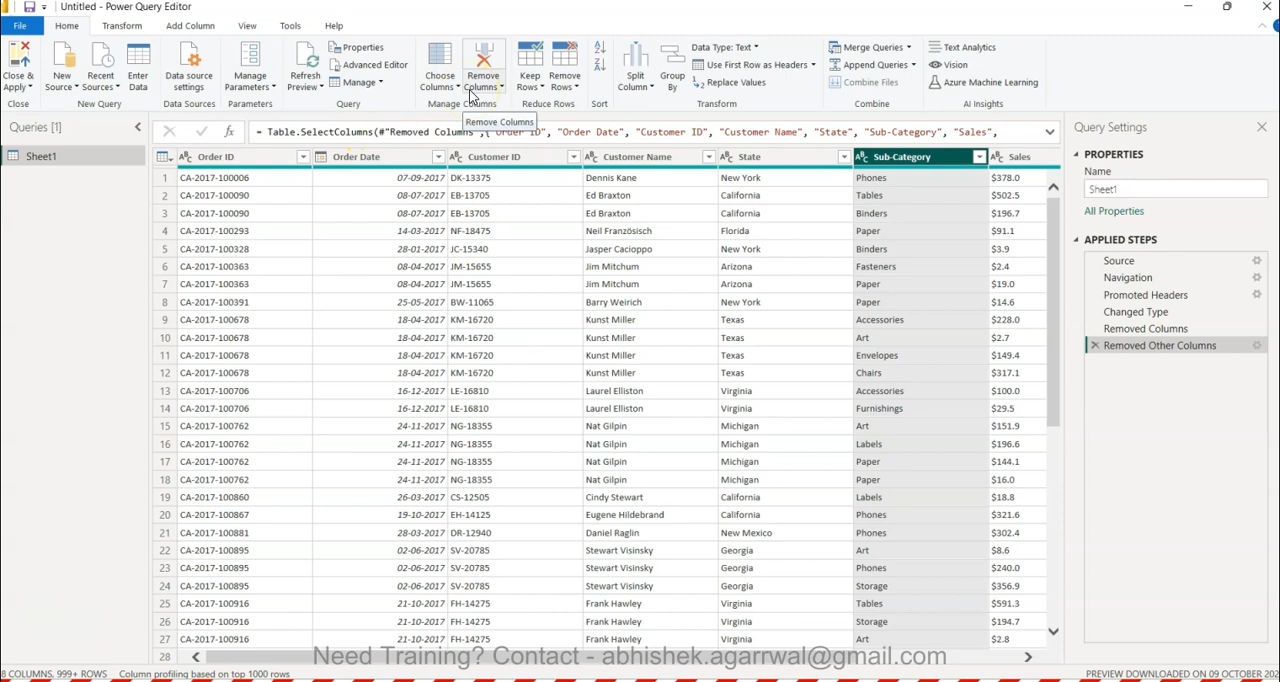 Untitled - Power Query Editor
File Home Transform Add Column View Tools Help
Close & Apply
New Source
Recent Sources
Enter Data
Data source settings
Manage Parameters
Refresh Preview
Properties
Advanced Editor
Manage
Choose Columns
Remove Columns
Keep Rows
Remove Rows
Split Column
Group By
Data Type: Text
Use First Row as Headers
Replace Values
Merge Queries
Append Queries
Combine Files
Text Analytics
Vision
Azure Machine Learning
Close New Query Data Sources Parameters Query Manage Columns Reduce Rows Sort Transform Combine AI Insights
Remove Columns
Queries [1]
Sheet1
= Table.SelectColumns(#"Removed Columns",{"Order ID", "Order Date", "Customer ID", "Customer Name", "State", "Sub-Category", "Sales",
Order ID Order Date Customer ID Customer Name State Sub-Category Sales
1 CA-2017-100006 07-09-2017 DK-13375 Dennis Kane New York Phones $378.0
2 CA-2017-100090 08-07-2017 EB-13705 Ed Braxton California Tables $502.5
3 CA-2017-100090 08-07-2017 EB-13705 Ed Braxton California Binders $196.7
4 CA-2017-100293 14-03-2017 NF-18475 Neil Französisch Florida Paper $91.1
5 CA-2017-100328 28-01-2017 JC-15340 Jasper Cacioppo New York Binders $3.9
6 CA-2017-100363 08-04-2017 JM-15655 Jim Mitchum Arizona Fasteners $2.4
7 CA-2017-100363 08-04-2017 JM-15655 Jim Mitchum Arizona Paper $19.0
8 CA-2017-100391 25-05-2017 BW-11065 Barry Weirich New York Paper $14.6
9 CA-2017-100678 18-04-2017 KM-16720 Kunst Miller Texas Accessories $228.0
10 CA-2017-100678 18-04-2017 KM-16720 Kunst Miller Texas Art $2.7
11 CA-2017-100678 18-04-2017 KM-16720 Kunst Miller Texas Envelopes $149.4
12 CA-2017-100678 18-04-2017 KM-16720 Kunst Miller Texas Chairs $317.1
13 CA-2017-100706 16-12-2017 LE-16810 Laurel Elliston Virginia Accessories $100.0
14 CA-2017-100706 16-12-2017 LE-16810 Laurel Elliston Virginia Furnishings $29.5
15 CA-2017-100762 24-11-2017 NG-18355 Nat Gilpin Michigan Art $151.9
16 CA-2017-100762 24-11-2017 NG-18355 Nat Gilpin Michigan Labels $196.6
17 CA-2017-100762 24-11-2017 NG-18355 Nat Gilpin Michigan Paper $144.1
18 CA-2017-100762 24-11-2017 NG-18355 Nat Gilpin Michigan Paper $16.0
19 CA-2017-100860 26-03-2017 CS-12505 Cindy Stewart California Labels $18.8
20 CA-2017-100867 19-10-2017 EH-14125 Eugene Hildebrand California Phones $321.6
21 CA-2017-100881 28-03-2017 DR-12940 Daniel Raglin New Mexico Phones $302.4
22 CA-2017-100895 02-06-2017 SV-20785 Stewart Visinsky Georgia Art $8.6
23 CA-2017-100895 02-06-2017 SV-20785 Stewart Visinsky Georgia Phones $240.0
24 CA-2017-100895 02-06-2017 SV-20785 Stewart Visinsky Georgia Storage $356.9
25 CA-2017-100916 21-10-2017 FH-14275 Frank Hawley Virginia Tables $591.3
26 CA-2017-100916 21-10-2017 FH-14275 Frank Hawley Virginia Storage $194.7
27 CA-2017-100916 21-10-2017 FH-14275 Frank Hawley Virginia Art $2.8
28
Query Settings
PROPERTIES
Name
Sheet1
All Properties
APPLIED STEPS
Source
Navigation
Promoted Headers
Changed Type
Removed Columns
Removed Other Columns
Need Training? Contact - abhishek.agarrwal@gmail.com
8 COLUMNS, 999+ ROWS Column profiling based on top 1000 rows
PREVIEW DOWNLOADED ON 09 OCTOBER